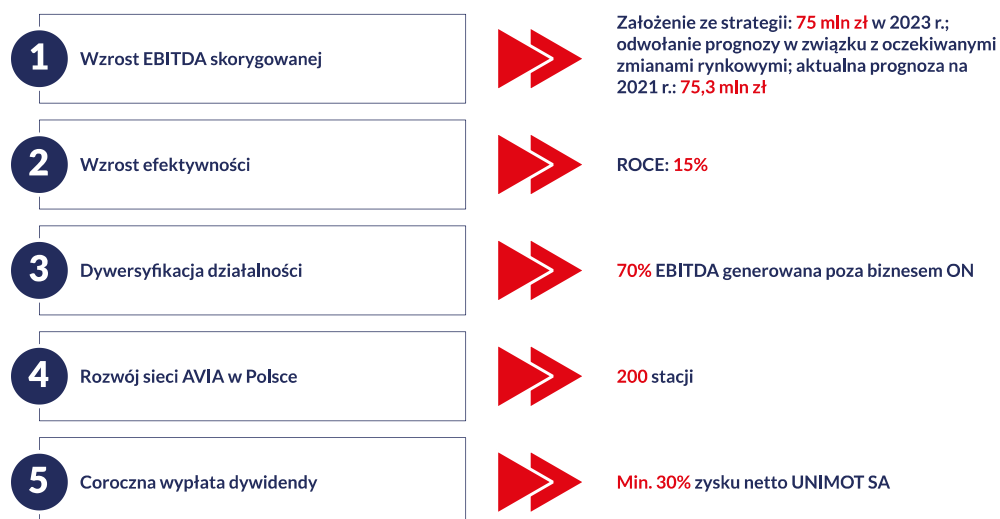 1
Wzrost EBITDA skorygowanej
Założenie ze strategii: 75 mln zł w 2023 r.;
odwołanie prognozy w związku z oczekiwanymi
zmianami rynkowymi; aktualna prognoza na
2021 r.: 75,3 mln zł
2
Wzrost efektywności
ROCE: 15%
3
Dywersyfikacja działalności
70% EBITDA generowana poza biznesem ON
4
Rozwój sieci AVIA w Polsce
200 stacji
5
Coroczna wypłata dywidendy
Min. 30% zysku netto UNIMOT SA